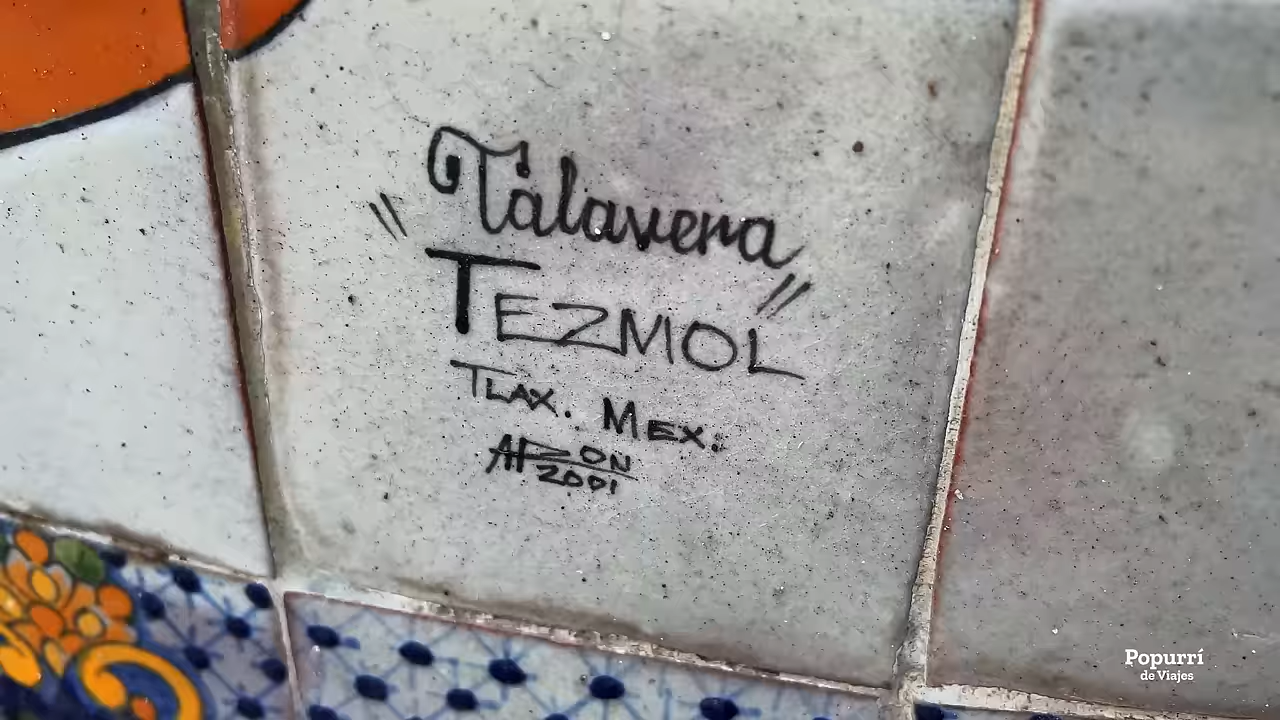 Talavera
"TEZMOL"
TLAX. MEX.
2001
Popurrí
de Viajes